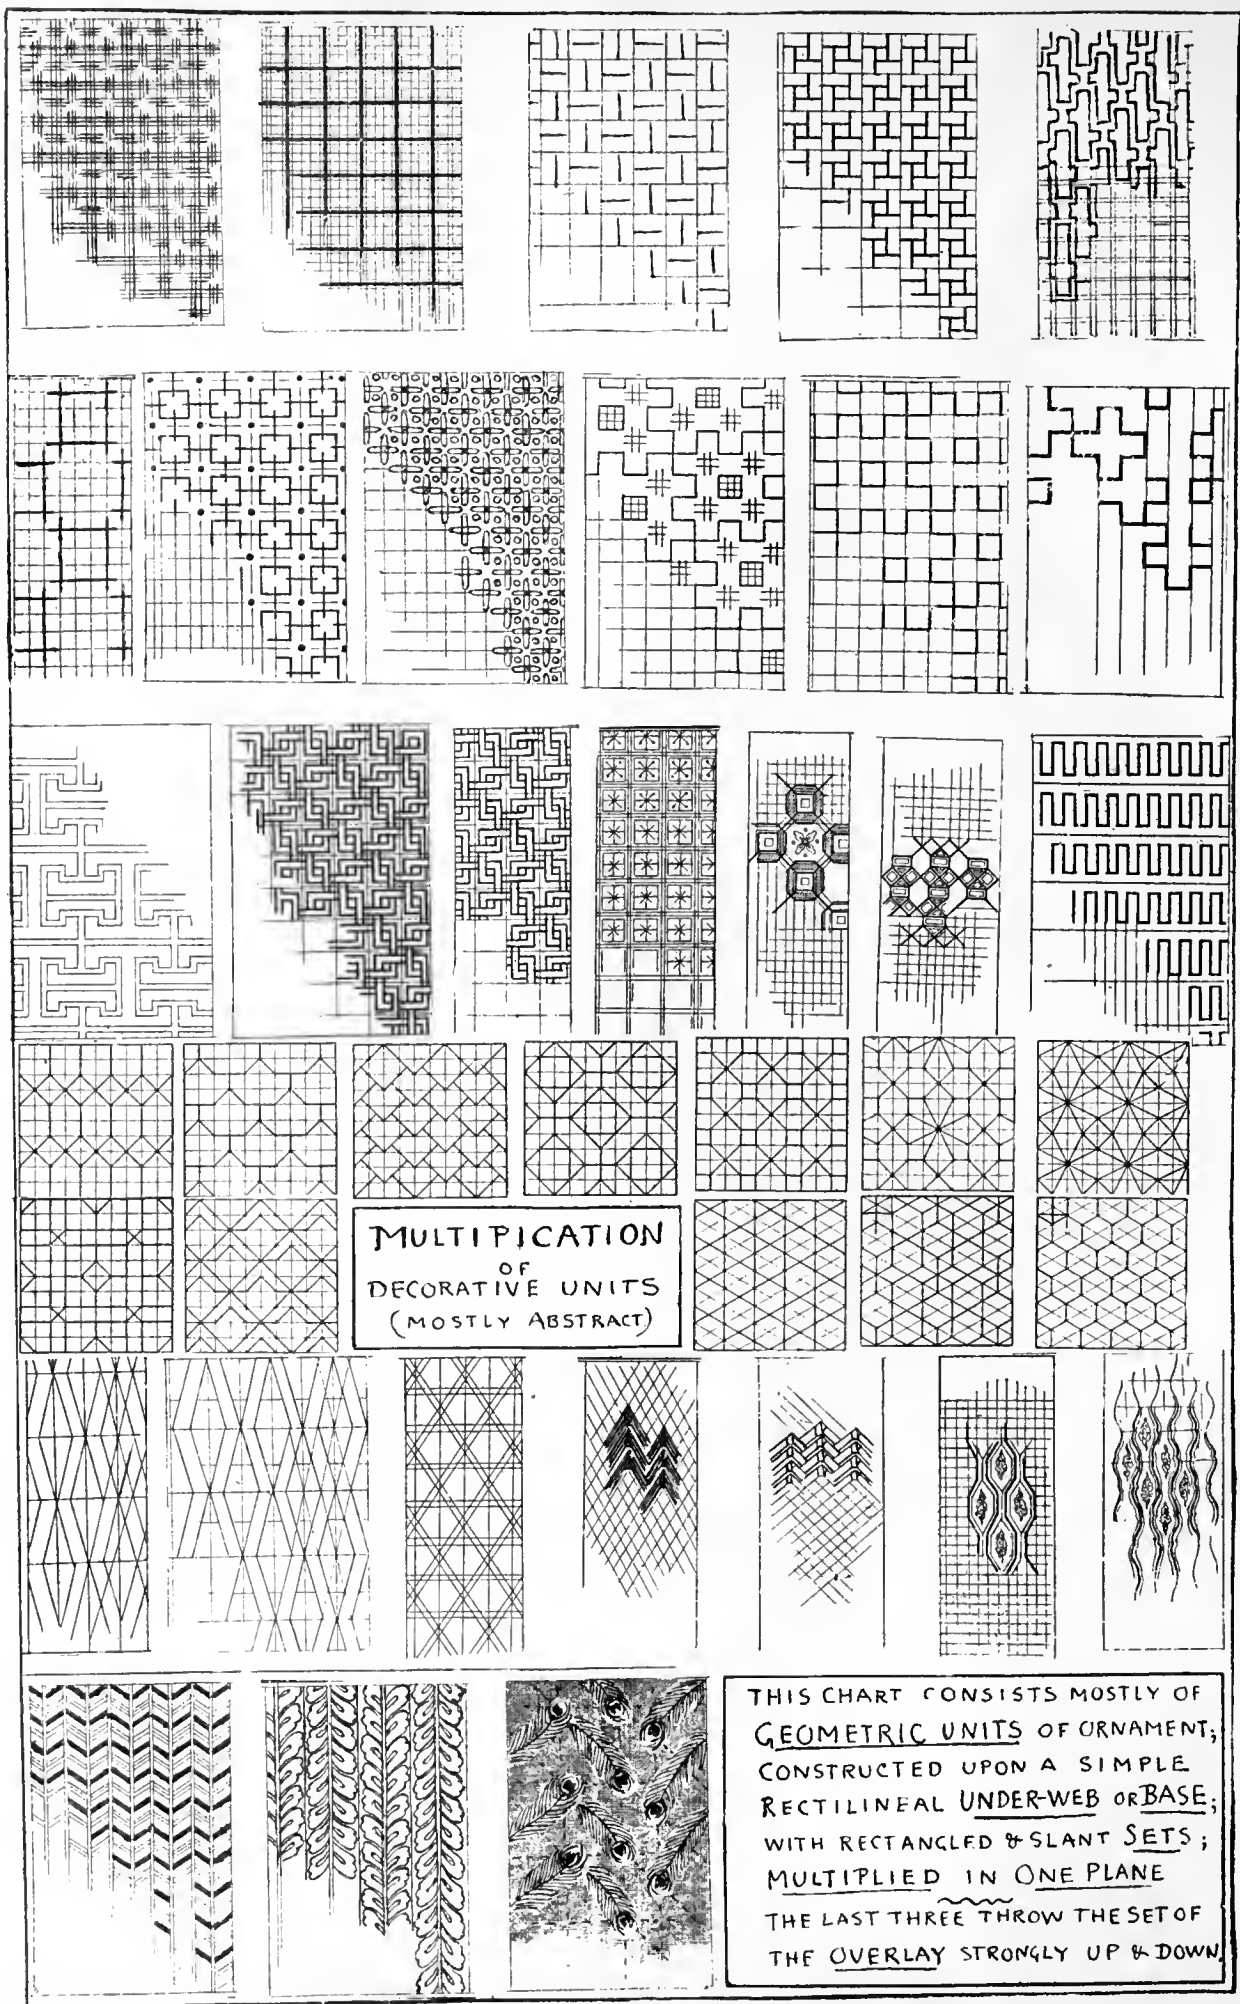 MULTIPICATION
OF
DECORATIVE UNITS
(MOSTLY ABSTRACT)
THIS CHART CONSISTS MOSTLY OF
GEOMETRIC UNITS OF ORNAMENT;
CONSTRUCTED UPON A SIMPLE
RECTILINEAL UNDER-WEB OR BASE;
WITH RECTANGLED & SLANT SETS;
MULTIPLIED IN ONE PLANE
THE LAST THREE THROW THE SET OF
THE OVERLAY STRONGLY UP & DOWN.